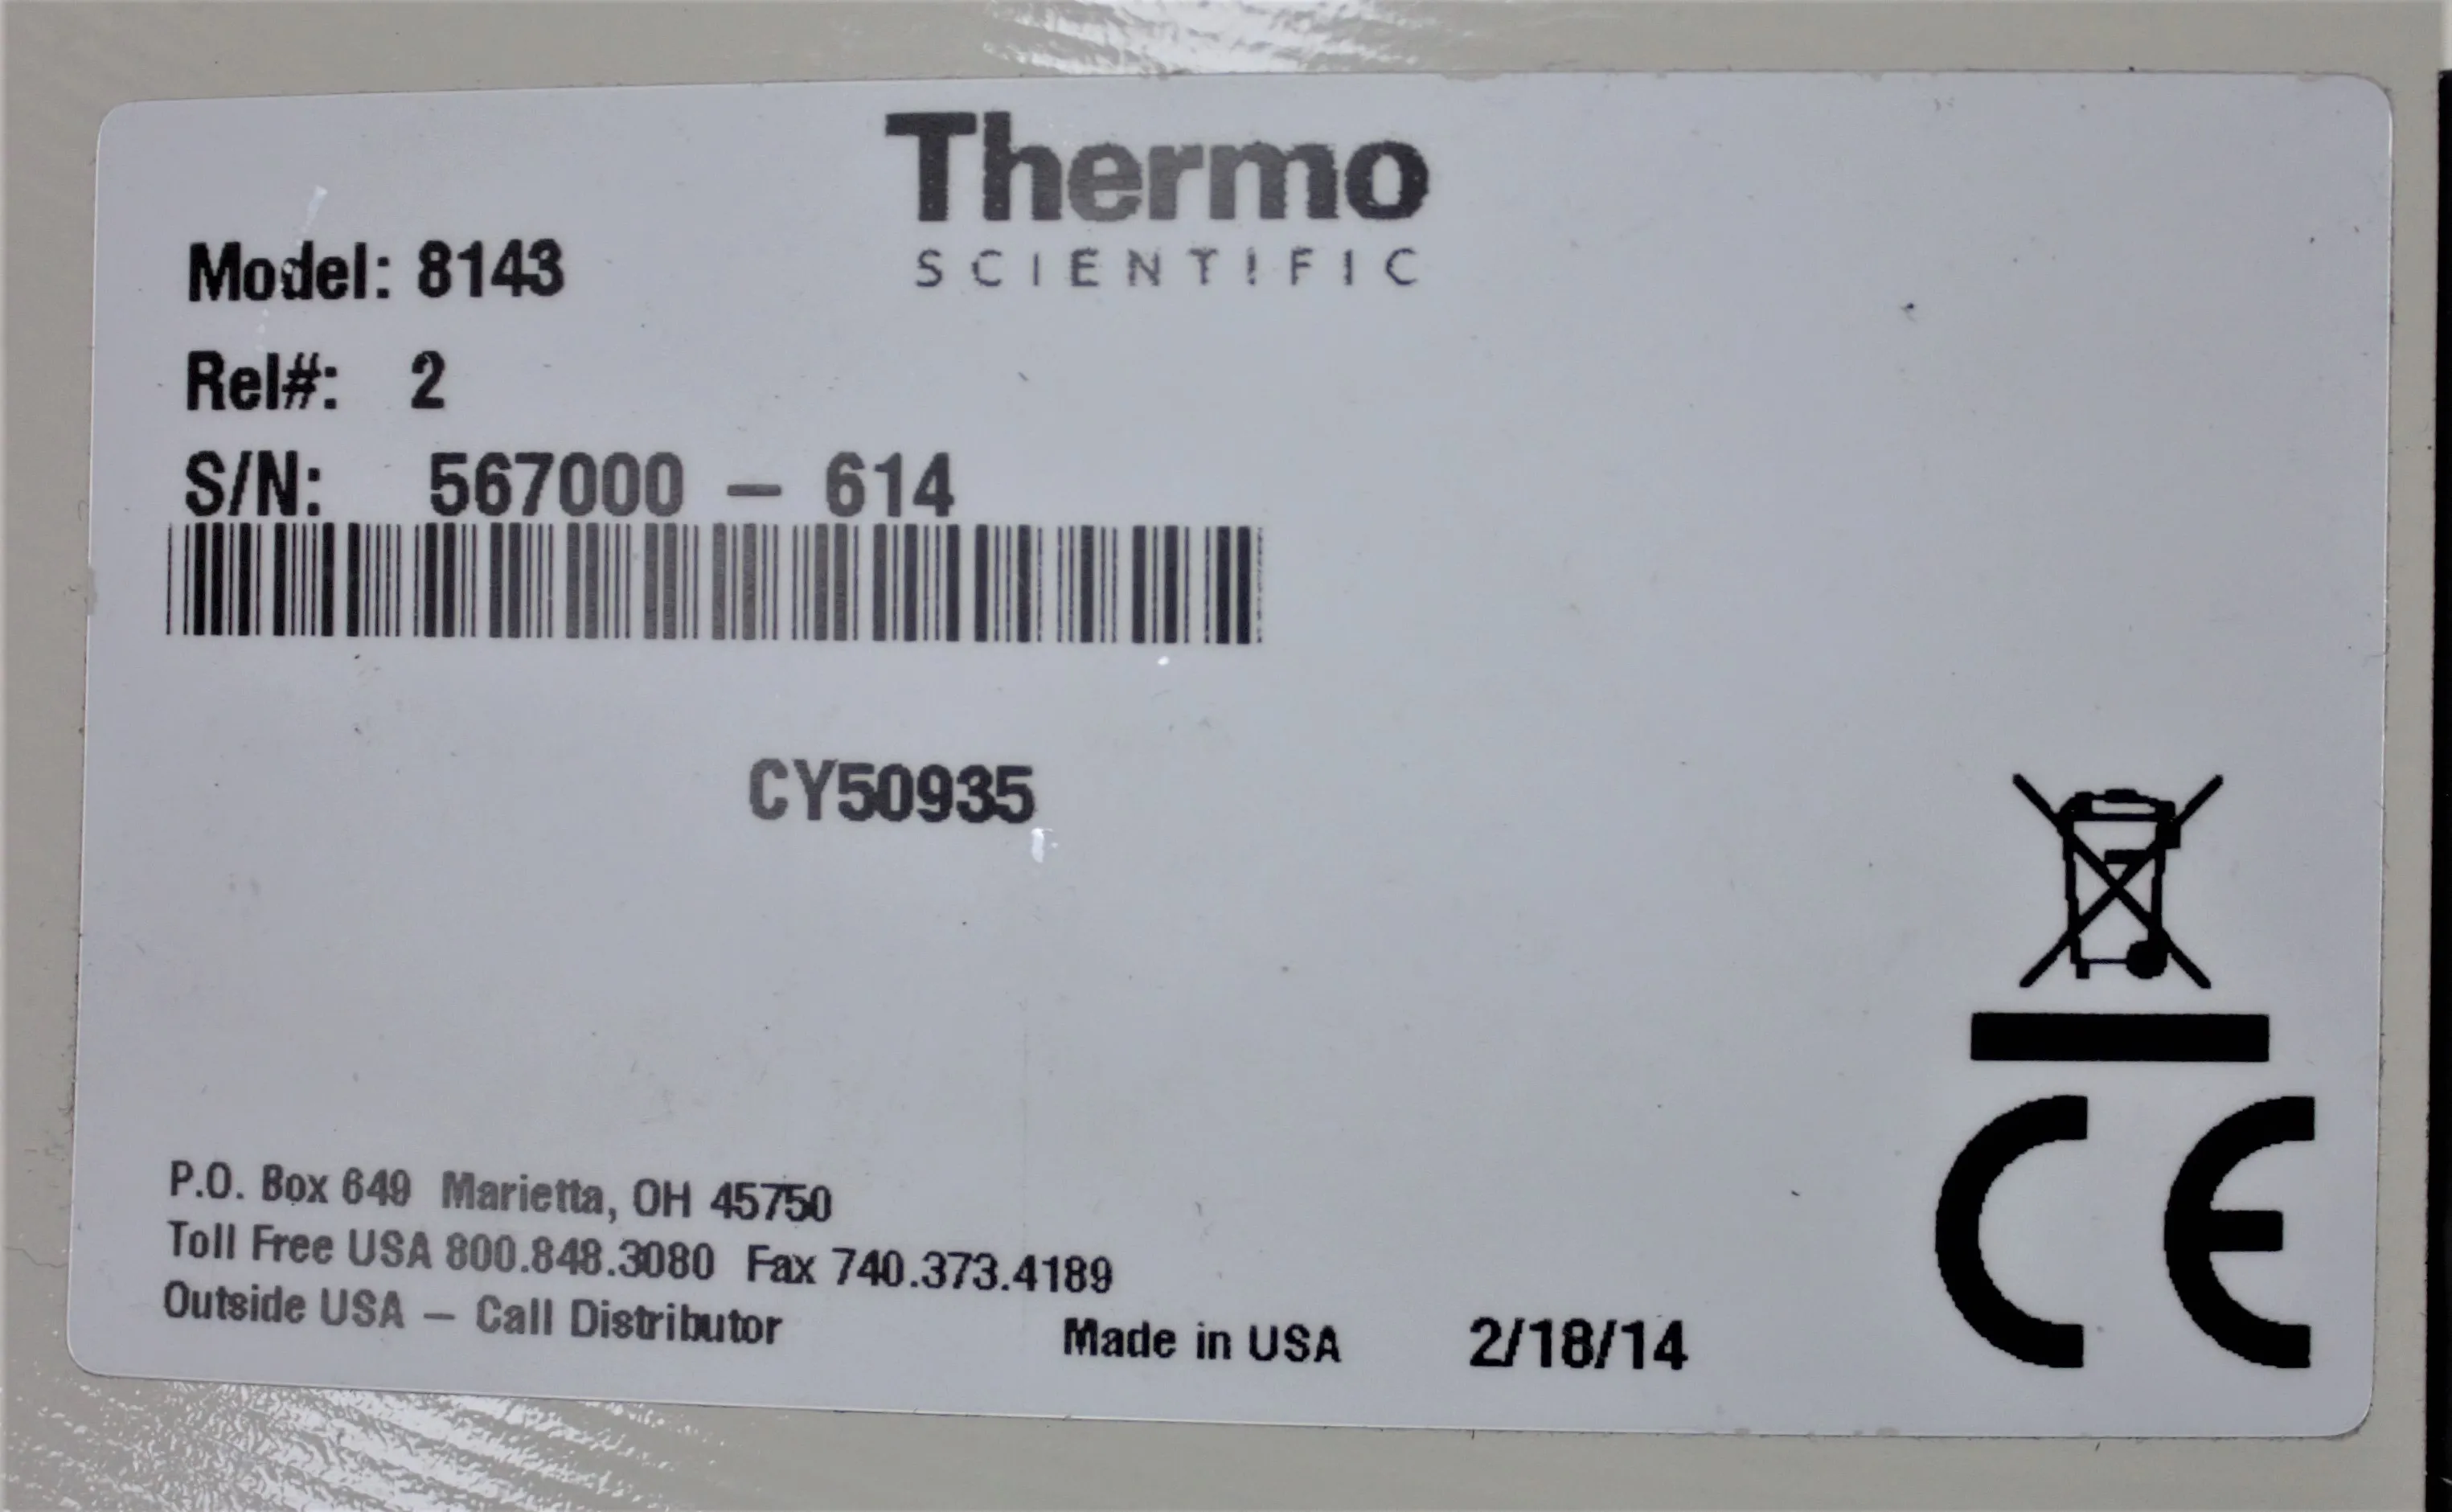 Thermo
SCIENTIFIC
Model: 8143
Rel#: 2
S/N: 567000 – 614
CY50935
P.O. Box 649 Marietta, OH 45750
Toll Free USA 800.848.3080 Fax 740.373.4189
Outside USA – Call Distributor
Made in USA 2/18/14
CE